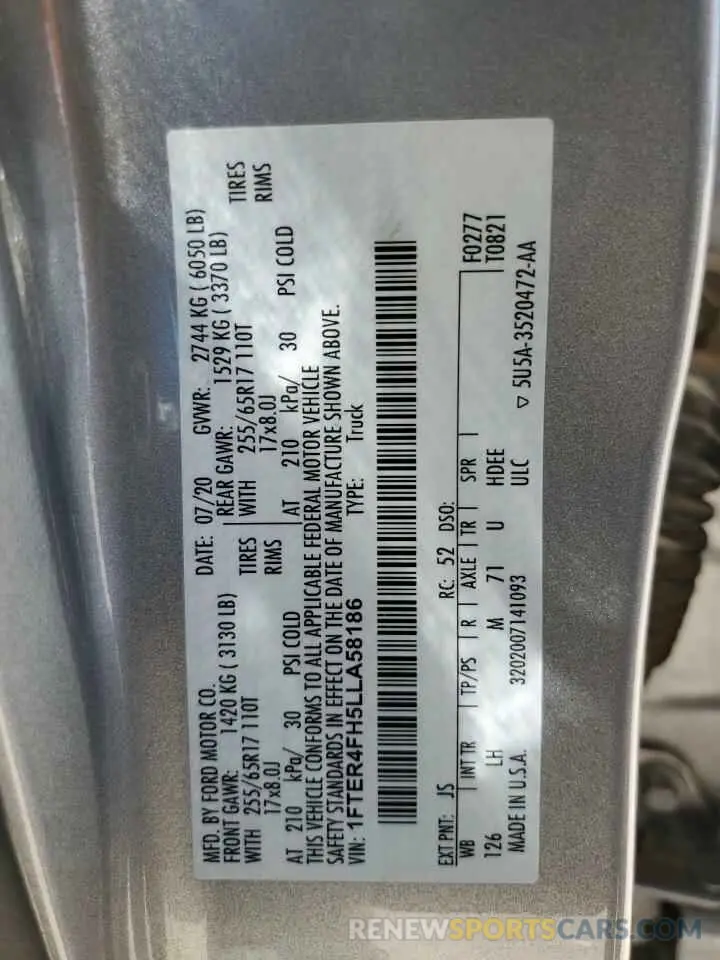 MFD. BY FORD MOTOR CO.
DATE: 07/20 GVWR: 2744 KG ( 6050 LB)
FRONT GAWR: 1420 KG ( 3130 LB) REAR GAWR: 1529 KG ( 3370 LB)
WITH 255/65R17 110T TIRES WITH 255/65R17 110T TIRES
17x8.0J RIMS 17x8.0J RIMS
AT 210 kPa/ 30 PSI COLD AT 210 kPa/ 30 PSI COLD
THIS VEHICLE CONFORMS TO ALL APPLICABLE FEDERAL MOTOR VEHICLE
SAFETY STANDARDS IN EFFECT ON THE DATE OF MANUFACTURE SHOWN ABOVE.
VIN: 1FTER4FH5LLA58186 TYPE: Truck
EXT PNT: JS RC: 52 DSO: F0277
WB INT TR TP/PS R AXLE TR SPR T0821
126 LH M 71 U HDEE
MADE IN U.S.A. 3202007141093 ULC ▽ 5U5A-3520472-AA
RENEWSPORTSCARS.COM